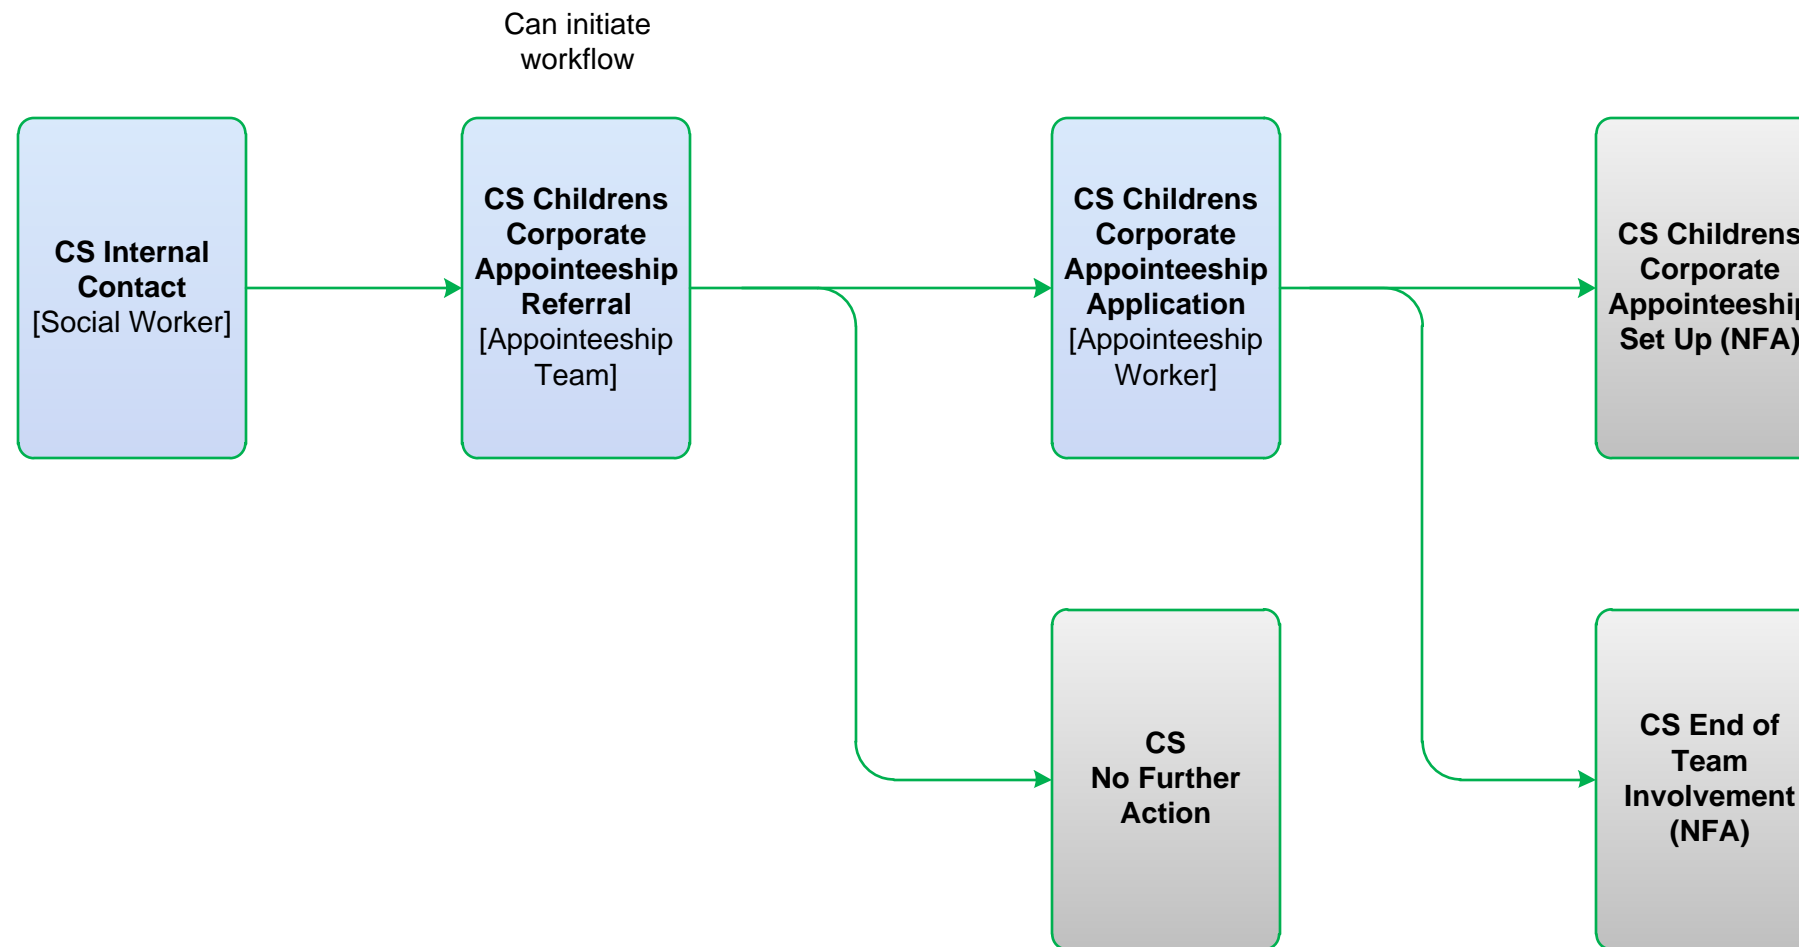 Can initiate
workflow
CS Internal
Contact
[Social Worker]
CS Childrens
Corporate
Appointeeship
Referral
[Appointeeship
Team]
CS Childrens
Corporate
Appointeeship
Application
[Appointeeship
Worker]
CS Childrens
Corporate
Appointeeship
Set Up (NFA)
CS
No Further
Action
CS End of
Team
Involvement
(NFA)